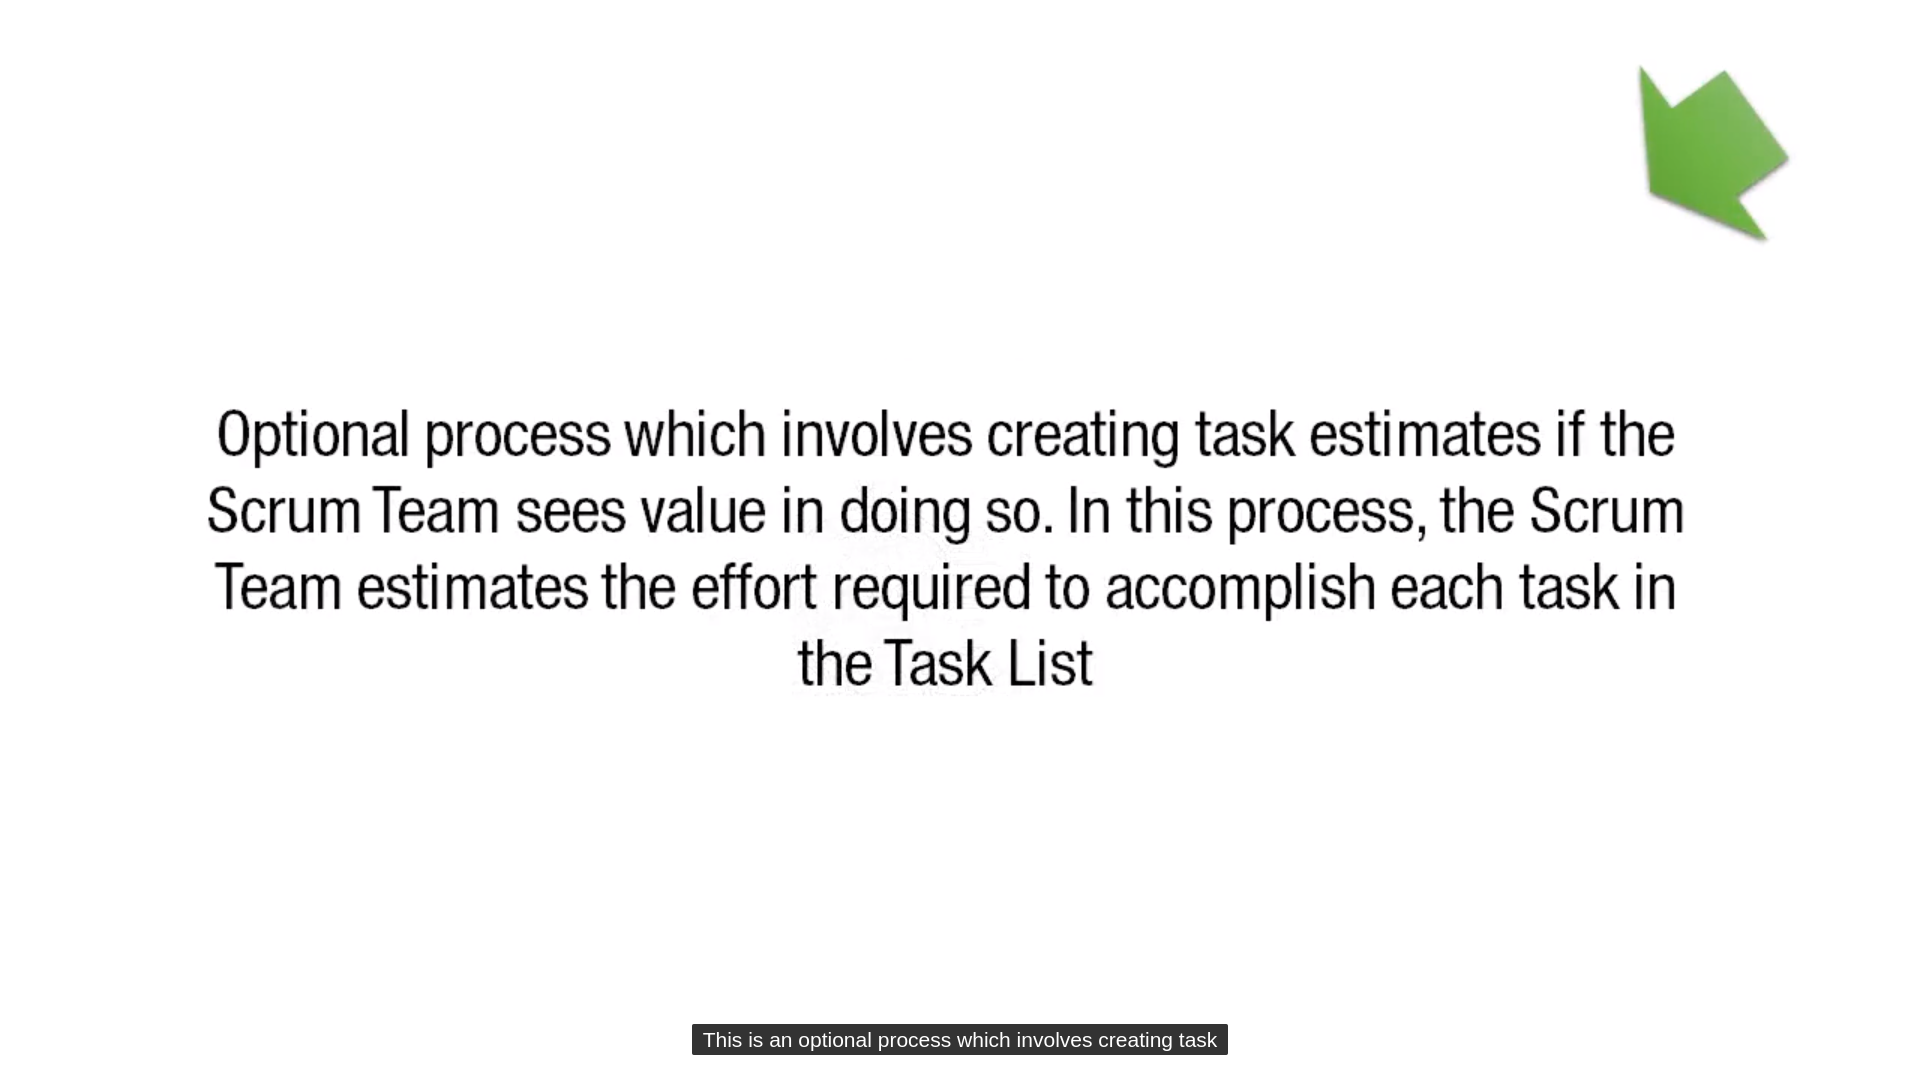 Optional process which involves creating task estimates if the
Scrum Team sees value in doing so. In this process, the Scrum
Team estimates the effort required to accomplish each task in
the Task List
This is an optional process which involves creating task